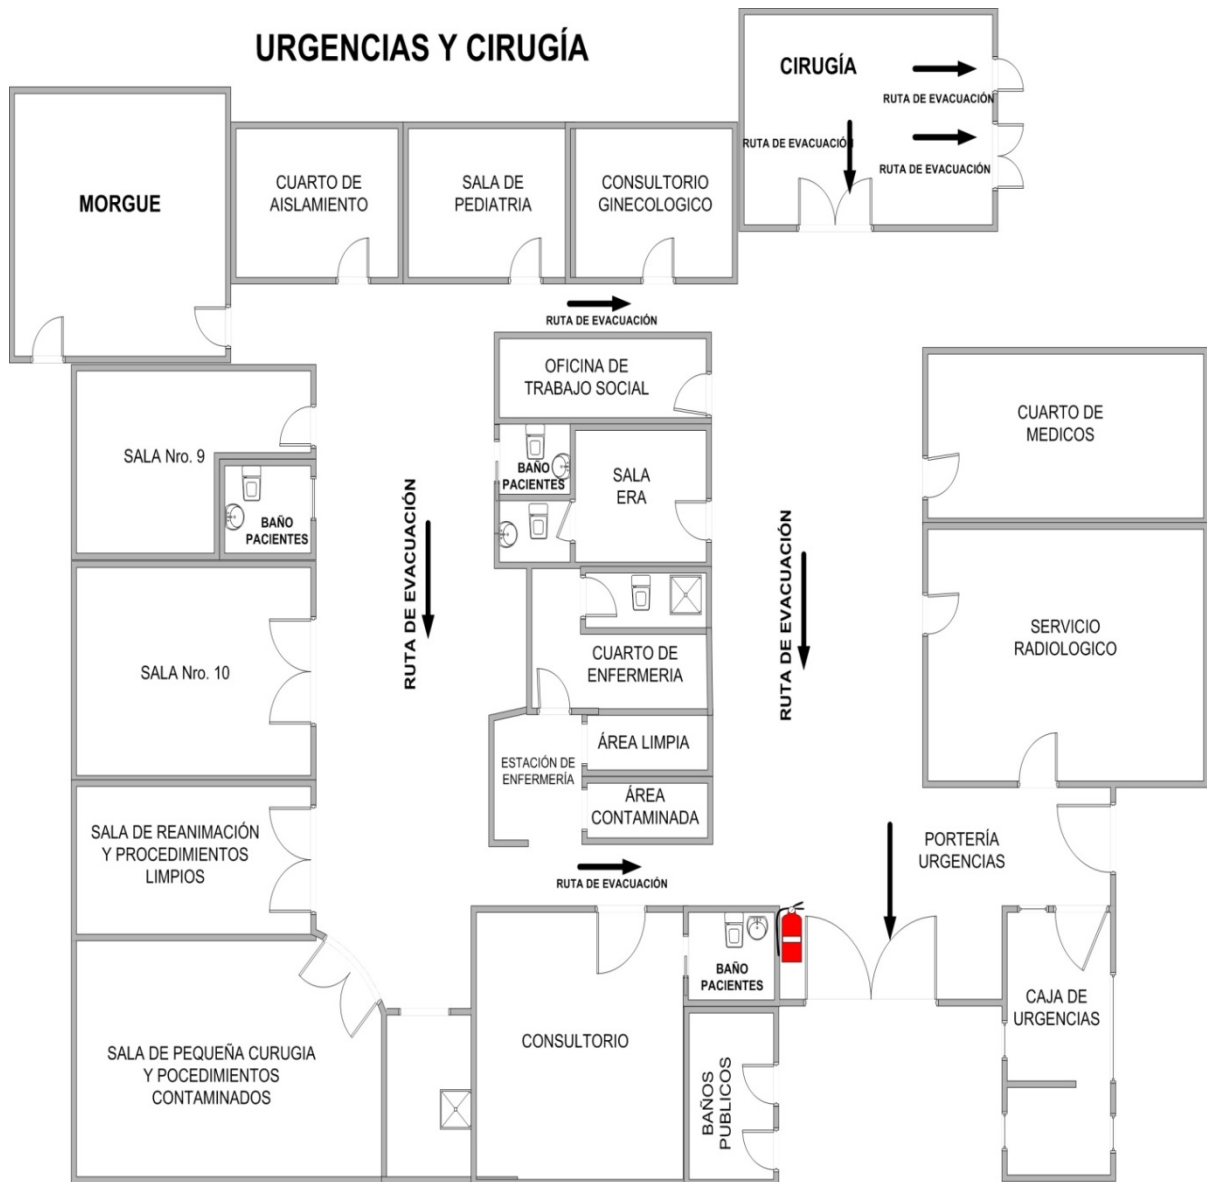 URGENCIAS Y CIRUGÍA
CIRUGÍA
RUTA DE EVACUACIÓN
RUTA DE EVACUACIÓN
RUTA DE EVACUACIÓN
MORGUE
CUARTO DE
AISLAMIENTO
SALA DE
PEDIATRIA
CONSULTORIO
GINECOLOGICO
RUTA DE EVACUACIÓN
OFICINA DE
TRABAJO SOCIAL
CUARTO DE
MEDICOS
SALA Nro. 9
BAÑO
PACIENTES
SALA
ERA
BAÑO
PACIENTES
RUTA DE EVACUACIÓN
RUTA DE EVACUACIÓN
SERVICIO
RADIOLOGICO
SALA Nro. 10
CUARTO DE
ENFERMERIA
ESTACIÓN DE
ENFERMERÍA
ÁREA LIMPIA
ÁREA
CONTAMINADA
SALA DE REANIMACIÓN
Y PROCEDIMIENTOS
LIMPIOS
PORTERÍA
URGENCIAS
RUTA DE EVACUACIÓN
BAÑO
PACIENTES
CAJA DE
URGENCIAS
CONSULTORIO
SALA DE PEQUEÑA CURUGIA
Y POCEDIMIENTOS
CONTAMINADOS
BAÑOS
PUBLICOS